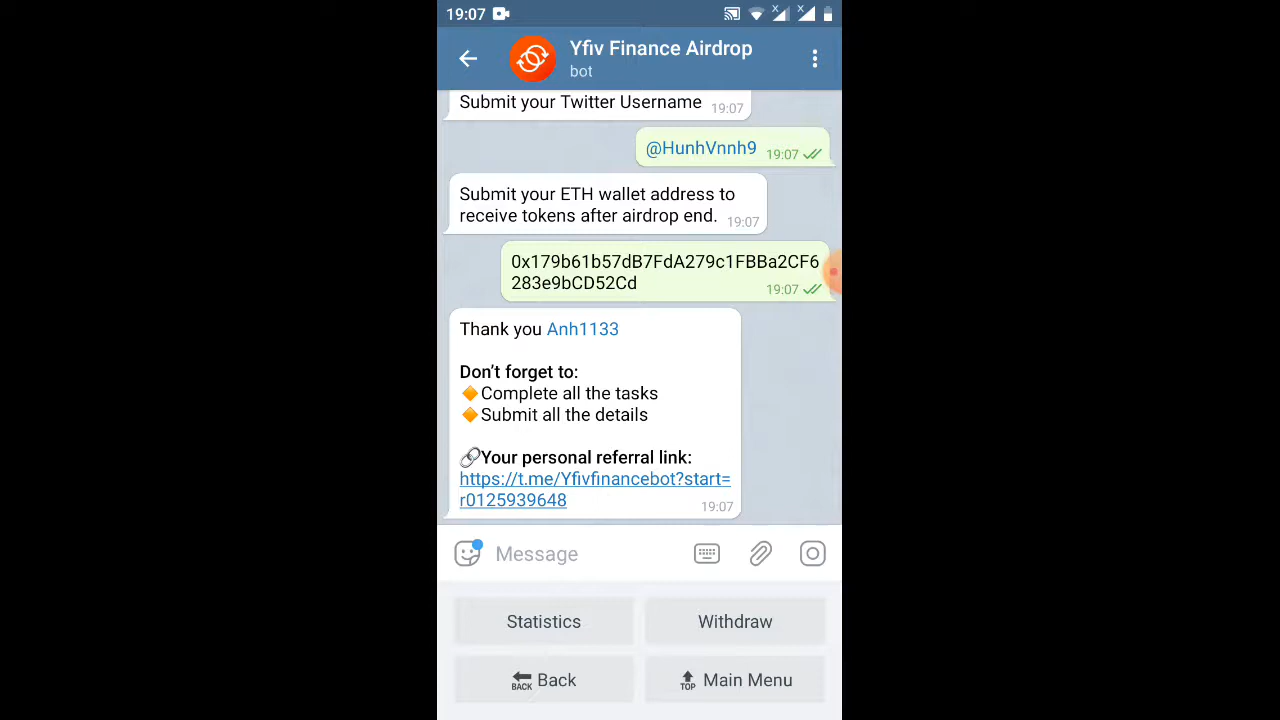 19:07
Yfiv Finance Airdrop
bot
Submit your Twitter Username 19:07
@HunhVnnh9 19:07
Submit your ETH wallet address to
receive tokens after airdrop end. 19:07
0x179b61b57dB7FdA279c1FBBa2CF6
283e9bCD52Cd 19:07
Thank you Anh1133
Don’t forget to:
🔸Complete all the tasks
🔸Submit all the details
🔗Your personal referral link:
https://t.me/Yfivfinancebot?start=
r0125939648 19:07
Message
Statistics Withdraw
BACK Back TOP Main Menu